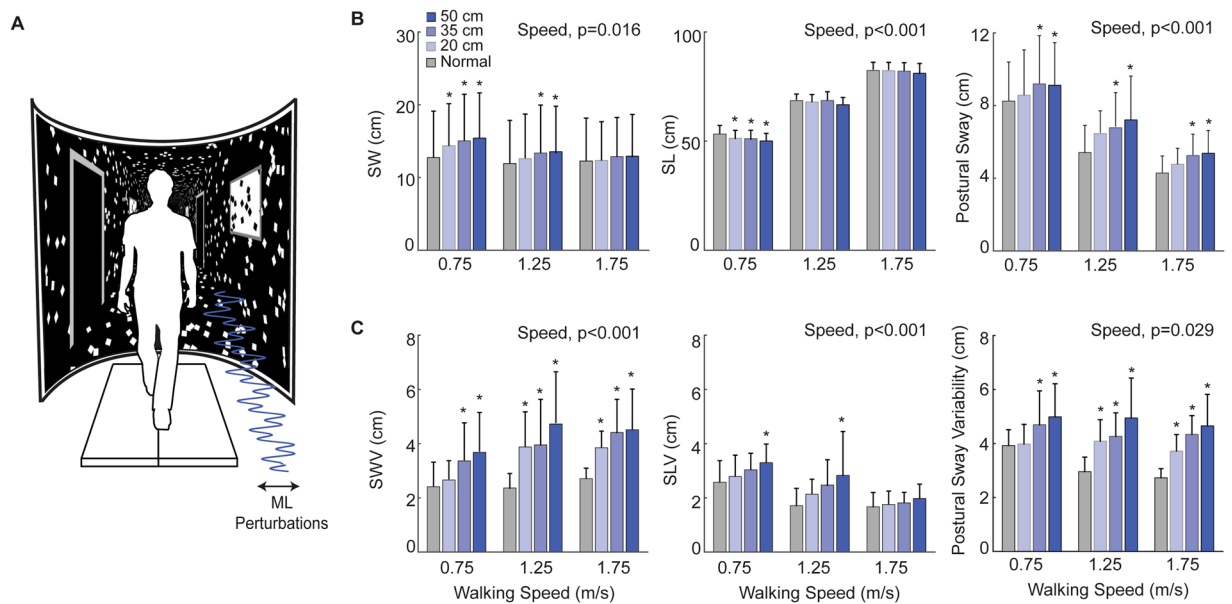 A
ML
Perturbations
B
50 cm
35 cm
20 cm
Normal
Speed, p=0.016
30
20
10
0
SW (cm)
* * * * *
0.75 1.25 1.75
Speed, p<0.001
100
50
0
SL (cm)
* * *
0.75 1.25 1.75
Speed, p<0.001
12
8
4
0
Postural Sway (cm)
* * * * * *
0.75 1.25 1.75
C
Speed, p<0.001
8
6
4
2
0
SWV (cm)
* * * * * * * *
0.75 1.25 1.75
Walking Speed (m/s)
Speed, p<0.001
8
6
4
2
0
SLV (cm)
* *
0.75 1.25 1.75
Walking Speed (m/s)
Speed, p=0.029
8
6
4
2
0
Postural Sway Variability (cm)
* * * * * * * *
0.75 1.25 1.75
Walking Speed (m/s)